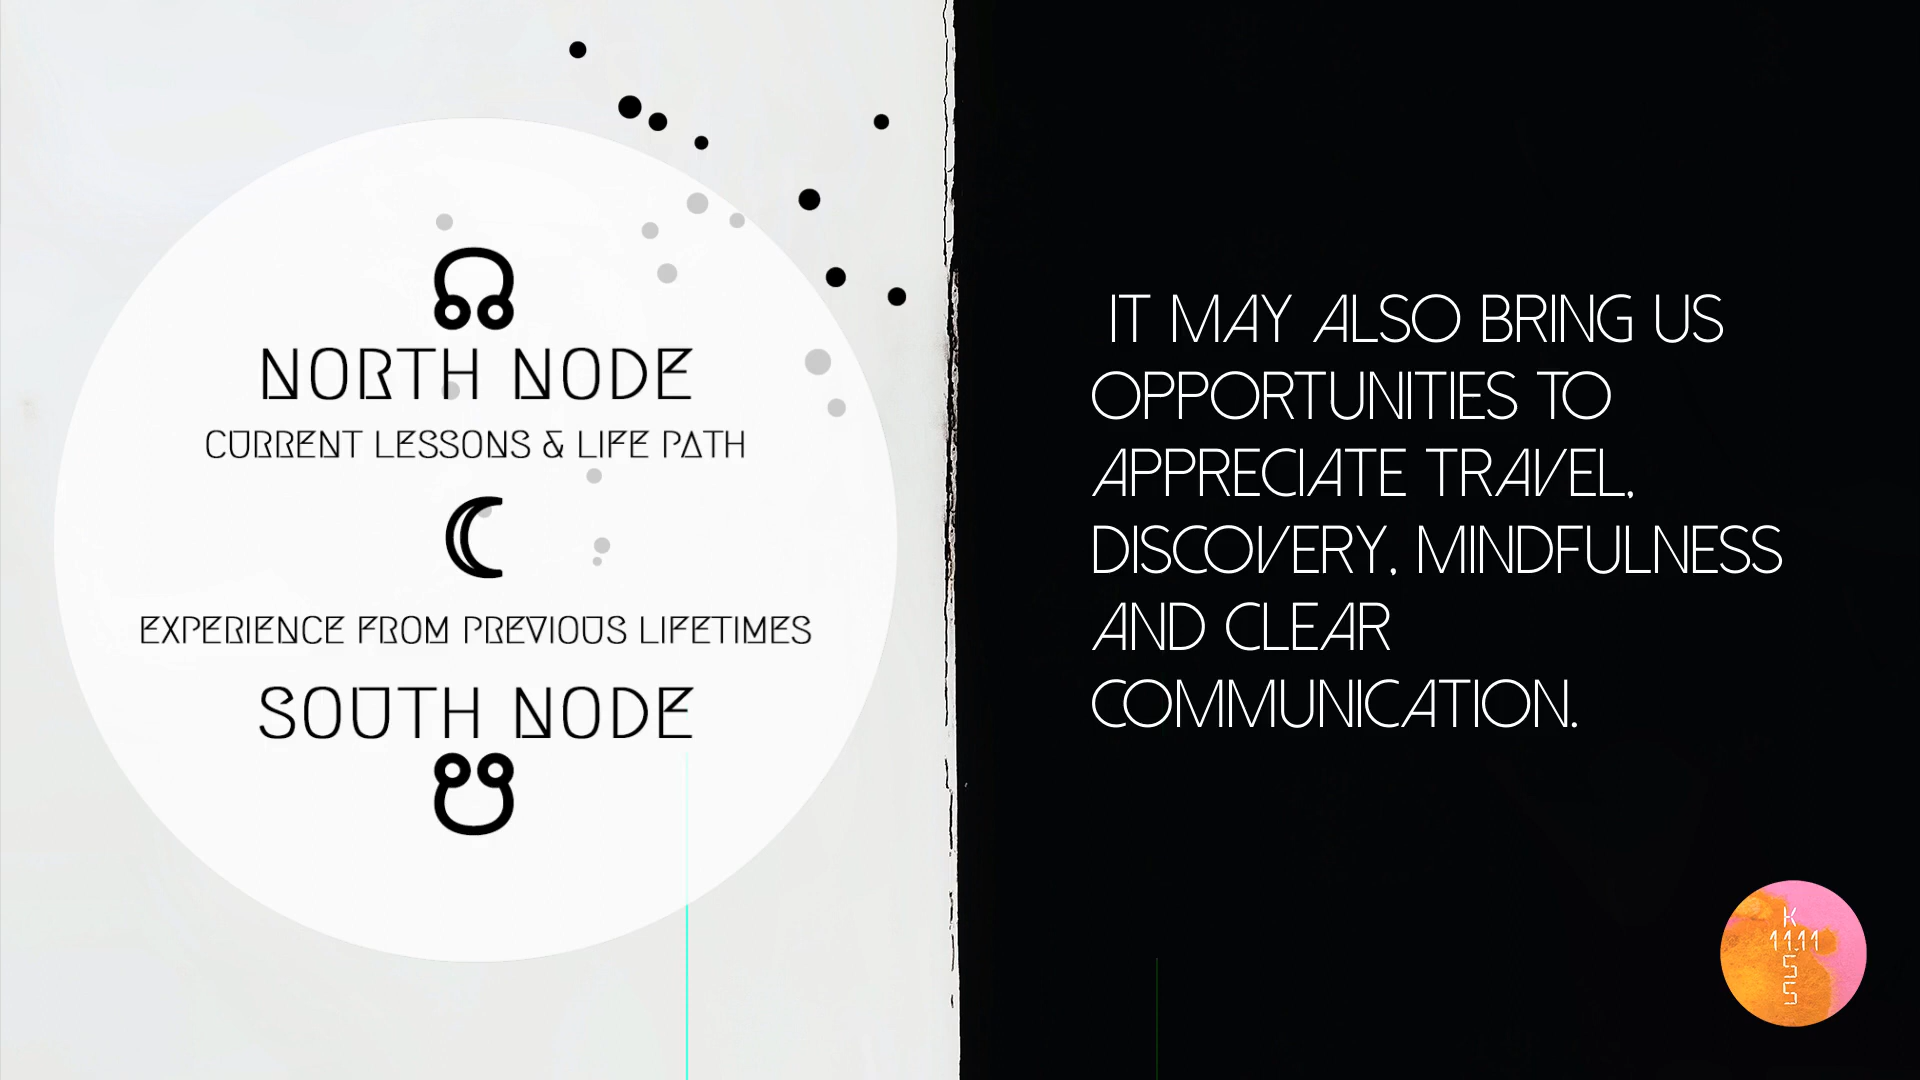 NORTH NODE
CURRENT LESSONS & LIFE PATH
EXPERIENCE FROM PREVIOUS LIFETIMES
SOUTH NODE
IT MAY ALSO BRING US
OPPORTUNITIES TO
APPRECIATE TRAVEL,
DISCOVERY, MINDFULNESS
AND CLEAR
COMMUNICATION.
K
11:11
S
S